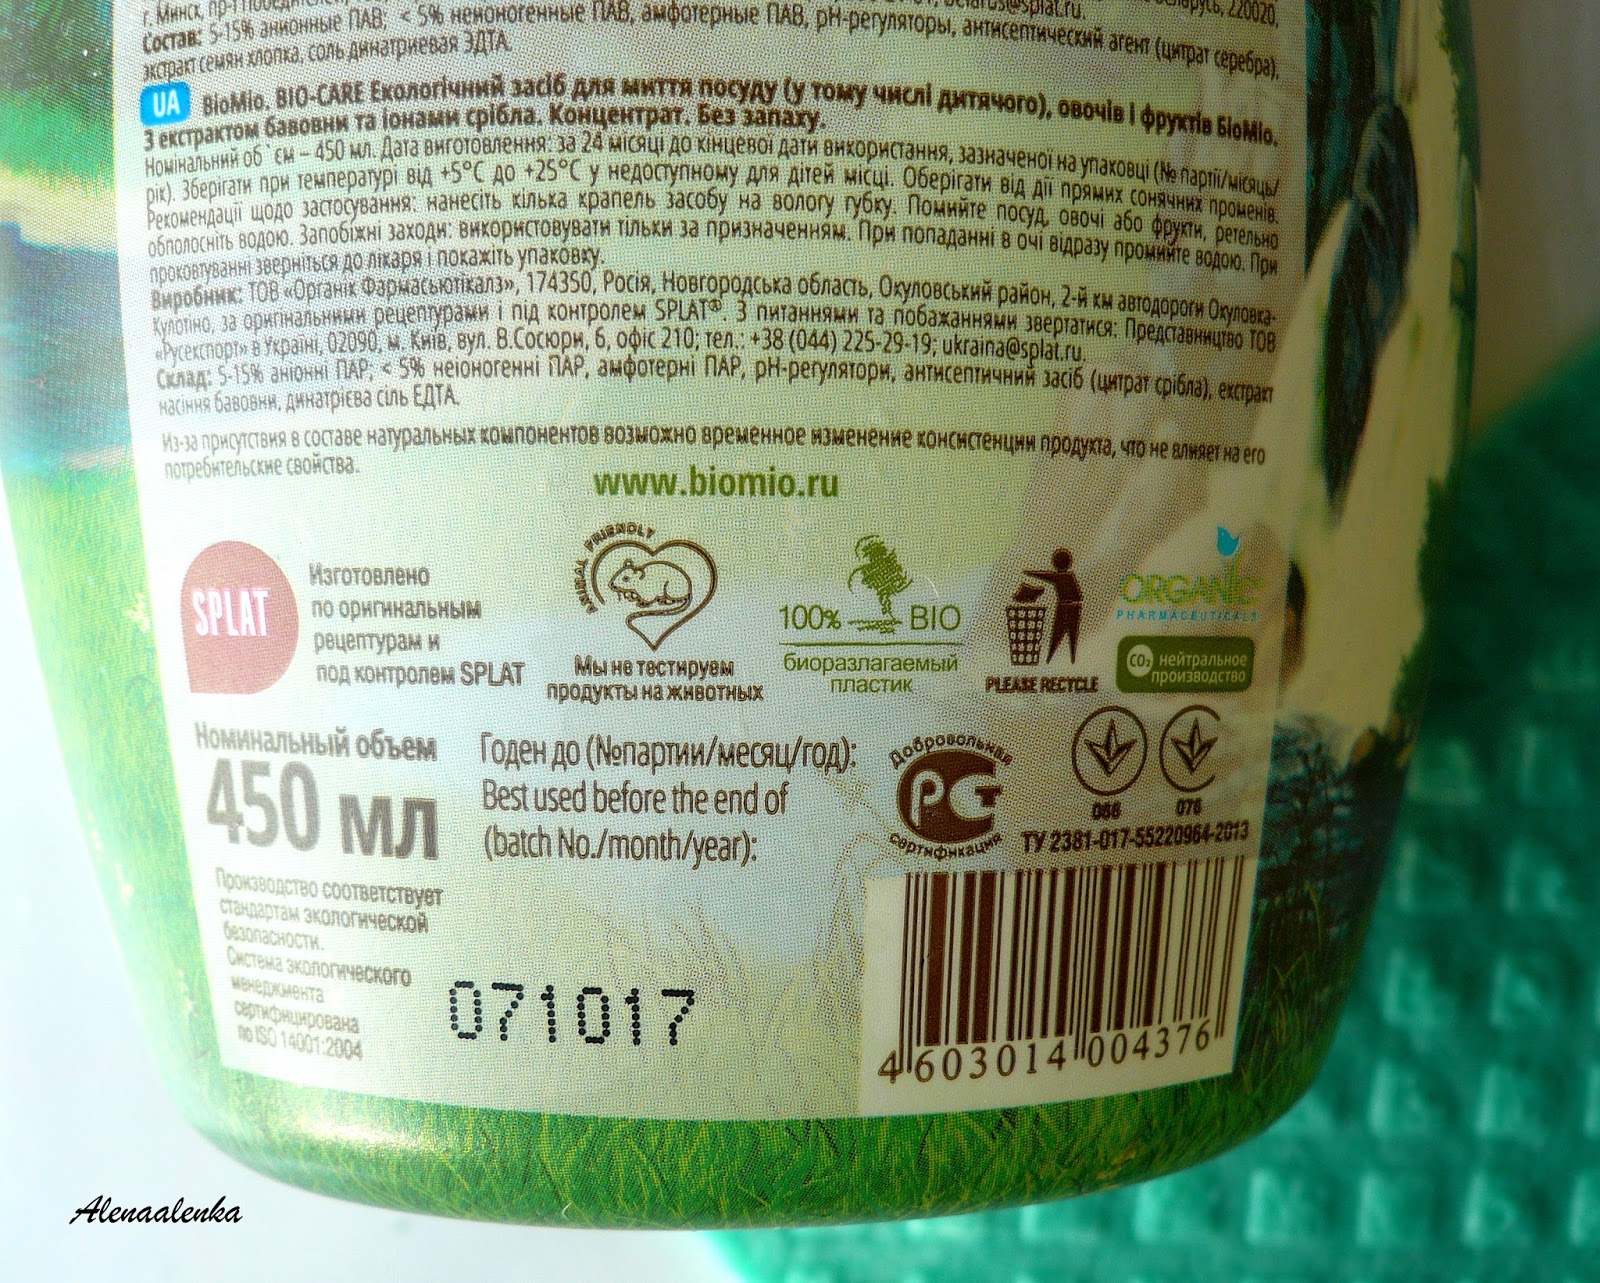 г. Минск, пр-т
220020,
Состав: 5-15% анионные ПАВ; < 5% неионогенные ПАВ, амфотерные ПАВ, pH-регуляторы, антисептический агент (цитрат серебра),
экстракт семян хлопка, соль динатриевая ЭДТА.
UA BioMio. BIO-CARE Екологічний засіб для миття посуду (у тому числі дитячого), овочів і фруктів БіоМіо.
З екстрактом бавовни та іонами срібла. Концентрат. Без запаху.
Номінальний об`єм – 450 мл. Дата виготовлення: за 24 місяці до кінцевої дати використання, зазначеної на упаковці (№ партії/місяць/
рік). Зберігати при температурі від +5°C до +25°C у недоступному для дітей місці. Оберігати від дії прямих сонячних променів.
Рекомендації щодо застосування: нанесіть кілька крапель засобу на вологу губку. Помийте посуд, овочі або фрукти, ретельно
обполосніть водою. Запобіжні заходи: використовувати тільки за призначенням. При попаданні в очі відразу промийте водою. При
проковтуванні зверніться до лікаря і покажіть упаковку.
Виробник: ТОВ «Органік Фармасьютікалз», 174350, Росія, Новгородська область, Окуловський район, 2-й км автодороги Окуловка-
Кулотіно, за оригінальними рецептурами і під контролем SPLAT®. З питаннями та побажаннями звертатися: Представництво ТОВ
«Русекспорт» в Україні, 02090, м. Київ, вул. В.Сосюри, 6, офіс 210; тел.: +38 (044) 225-29-19; ukraina@splat.ru.
Склад: 5-15% аніонні ПАР; < 5% неіоногенні ПАР, амфотерні ПАР, pH-регулятори, антисептичний засіб (цитрат срібла), екстракт
насіння бавовни, динатрієва сіль ЕДТА.
Из-за присутствия в составе натуральных компонентов возможно временное изменение консистенции продукта, что не влияет на его
потребительские свойства.
www.biomio.ru
SPLAT
Изготовлено
по оригинальным
рецептурам и
под контролем SPLAT
ANIMAL FRIENDLY
Мы не тестируем
продукты на животных
100% BIO
биоразлагаемый
пластик
PLEASE RECYCLE
ORGANIC
PHARMACEUTICALS
CO₂ нейтральное
производство
Номинальный объем
450 мл
Годен до (№партии/месяц/год):
Best used before the end of
(batch No./month/year):
Добровольная
РСТ
сертификация
088 076
ТУ 2381-017-55220964-2013
Производство соответствует
стандартам экологической
безопасности.
Система экологического
менеджмента
сертифицирована
по ISO 14001:2004
071017
4 603014 004376
Alenaalenka